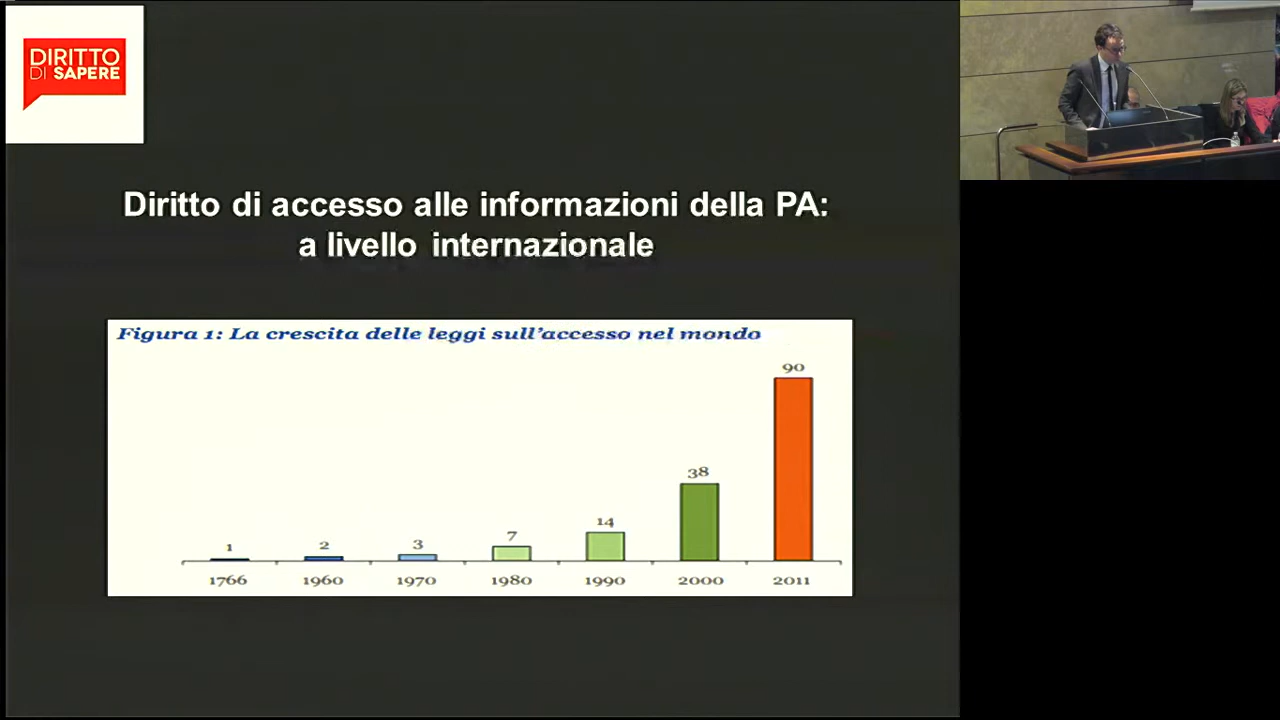 DIRITTO
DI SAPERE
Diritto di accesso alle informazioni della PA:
a livello internazionale
Figura 1: La crescita delle leggi sull'accesso nel mondo
90
38
14
7
3
2
1
1766 1960 1970 1980 1990 2000 2011